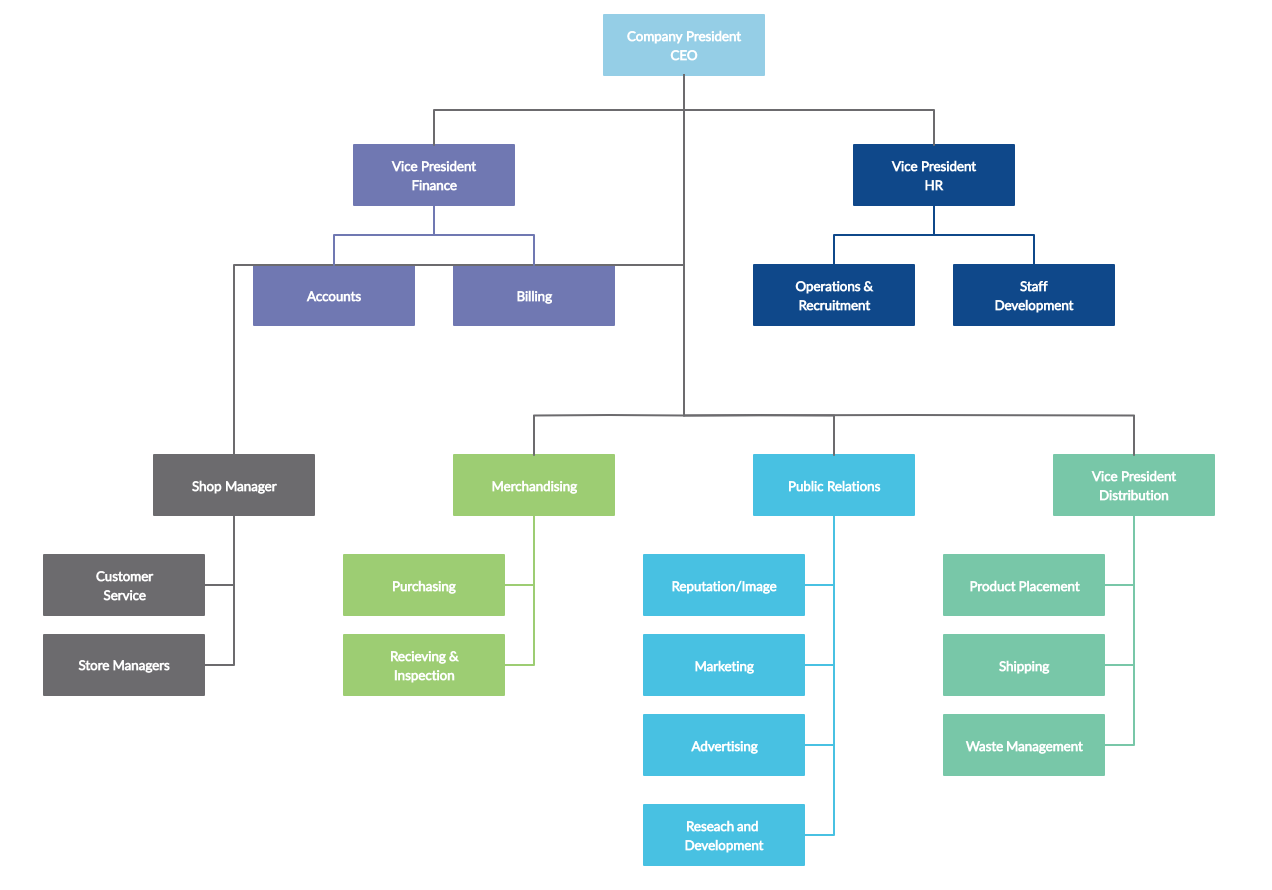 Company President
CEO
Vice President
Finance
Vice President
HR
Accounts
Billing
Operations &
Recruitment
Staff
Development
Shop Manager
Merchandising
Public Relations
Vice President
Distribution
Customer
Service
Purchasing
Reputation/Image
Product Placement
Store Managers
Recieving &
Inspection
Marketing
Shipping
Advertising
Waste Management
Reseach and
Development